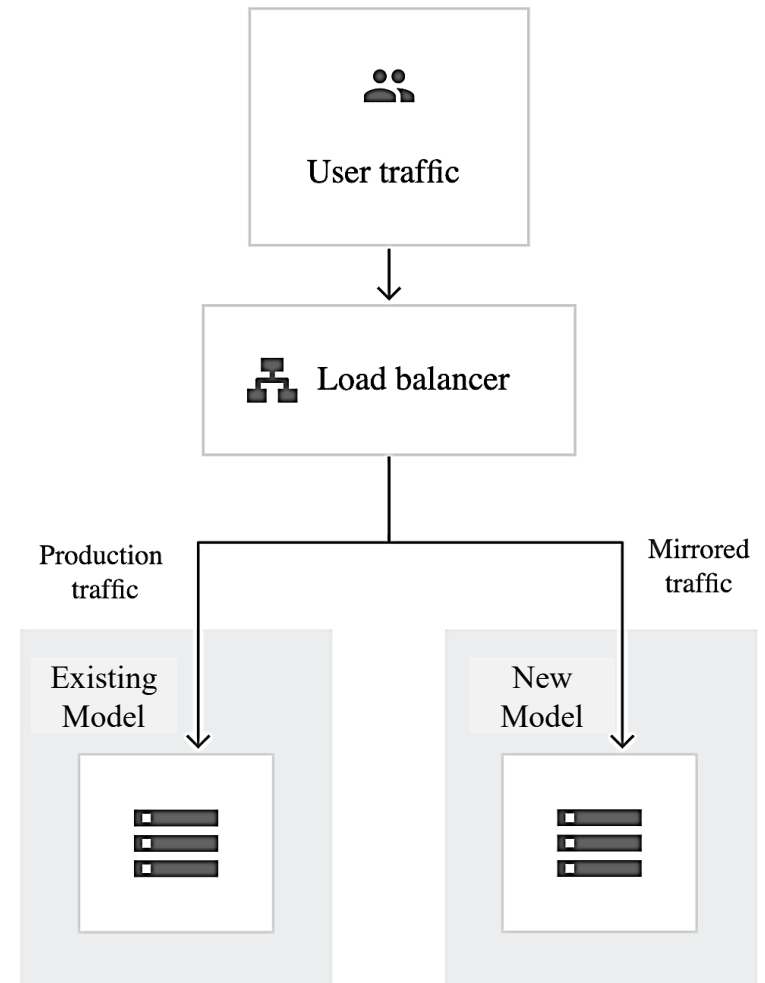 User traffic
Load balancer
Production
traffic
Mirrored
traffic
Existing
Model
New
Model